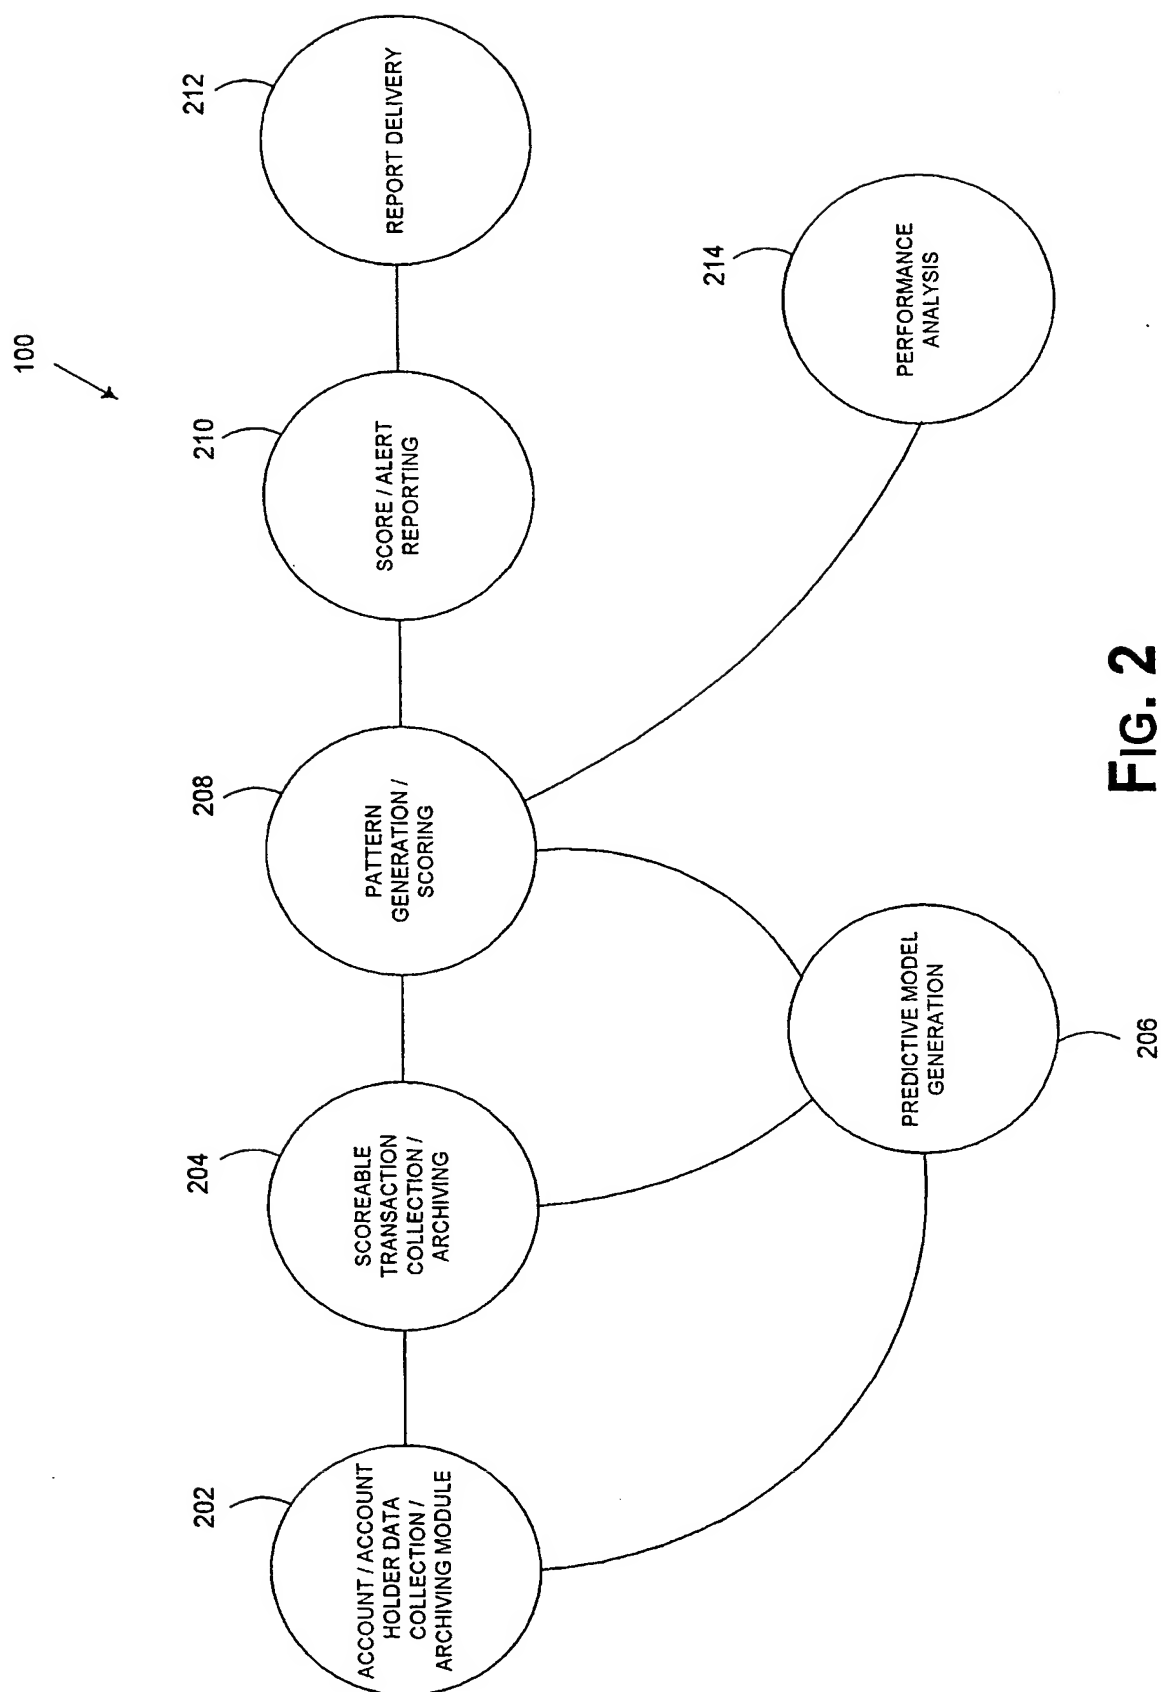 100
202
ACCOUNT / ACCOUNT
HOLDER DATA
COLLECTION /
ARCHIVING MODULE
204
SCOREABLE
TRANSACTION
COLLECTION /
ARCHIVING
208
PATTERN
GENERATION /
SCORING
210
SCORE / ALERT
REPORTING
212
REPORT DELIVERY
PREDICTIVE MODEL
GENERATION
206
214
PERFORMANCE
ANALYSIS
FIG. 2